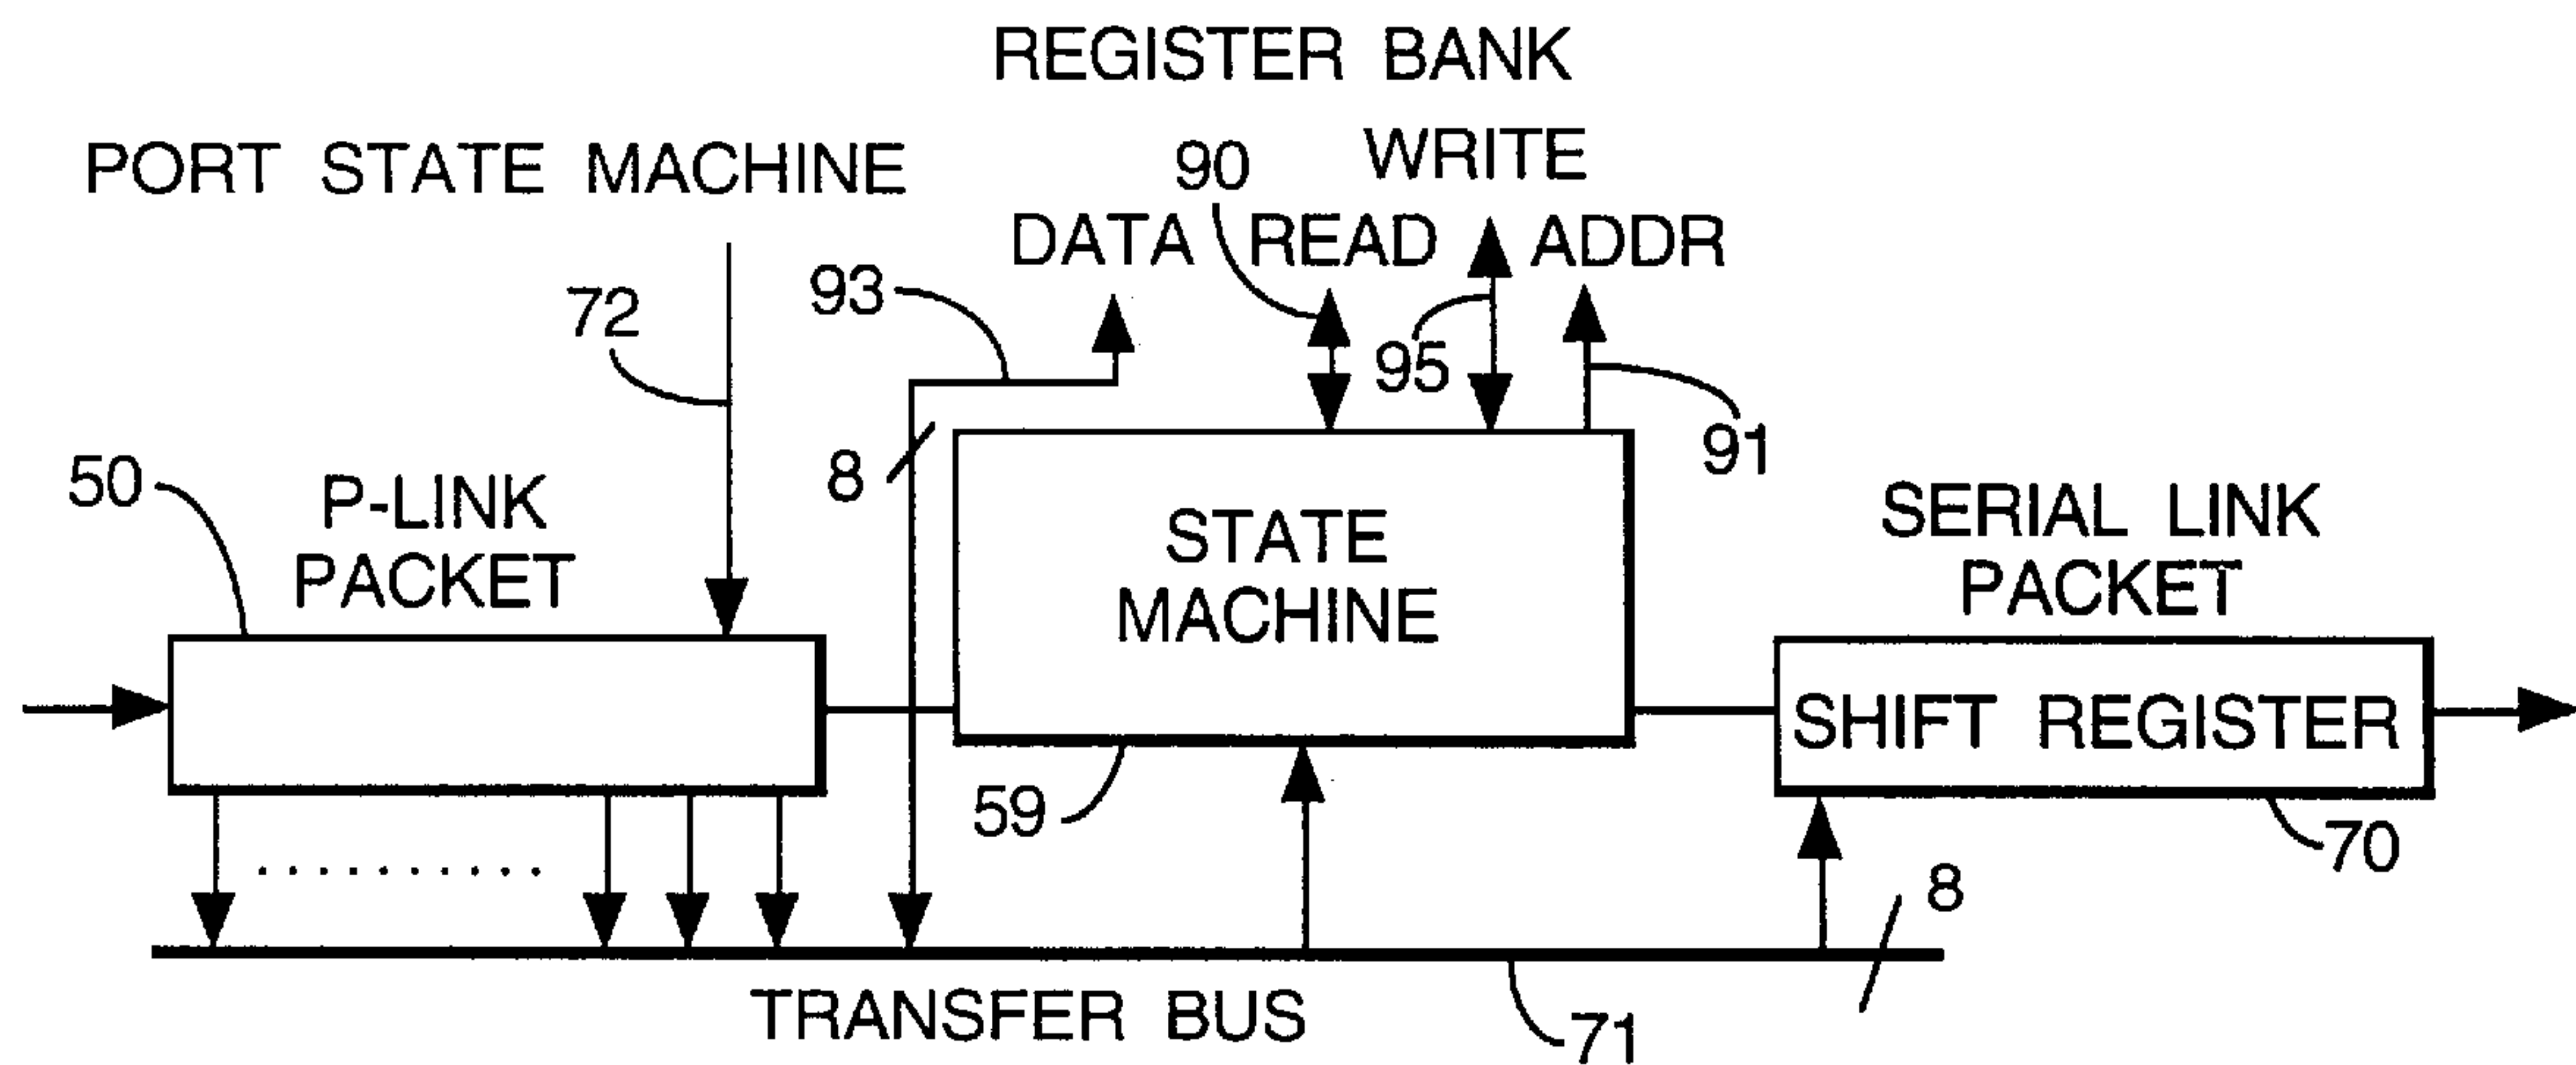 REGISTER BANK
PORT STATE MACHINE
90 WRITE
DATA READ ADDR
93
72
95
91
8
50
P-LINK
PACKET
STATE
MACHINE
SERIAL LINK
PACKET
SHIFT REGISTER
59
70
8
TRANSFER BUS
71